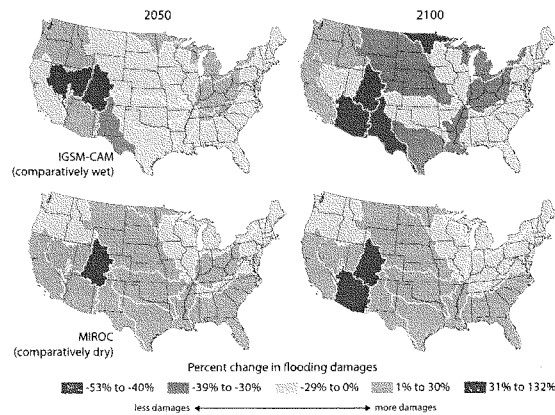 2050
2100
IGSM-CAM
(comparatively wet)
MIROC
(comparatively dry)
Percent change in flooding damages
-53% to -40%
-39% to -30%
-29% to 0%
1% to 30%
31% to 132%
less damages
more damages